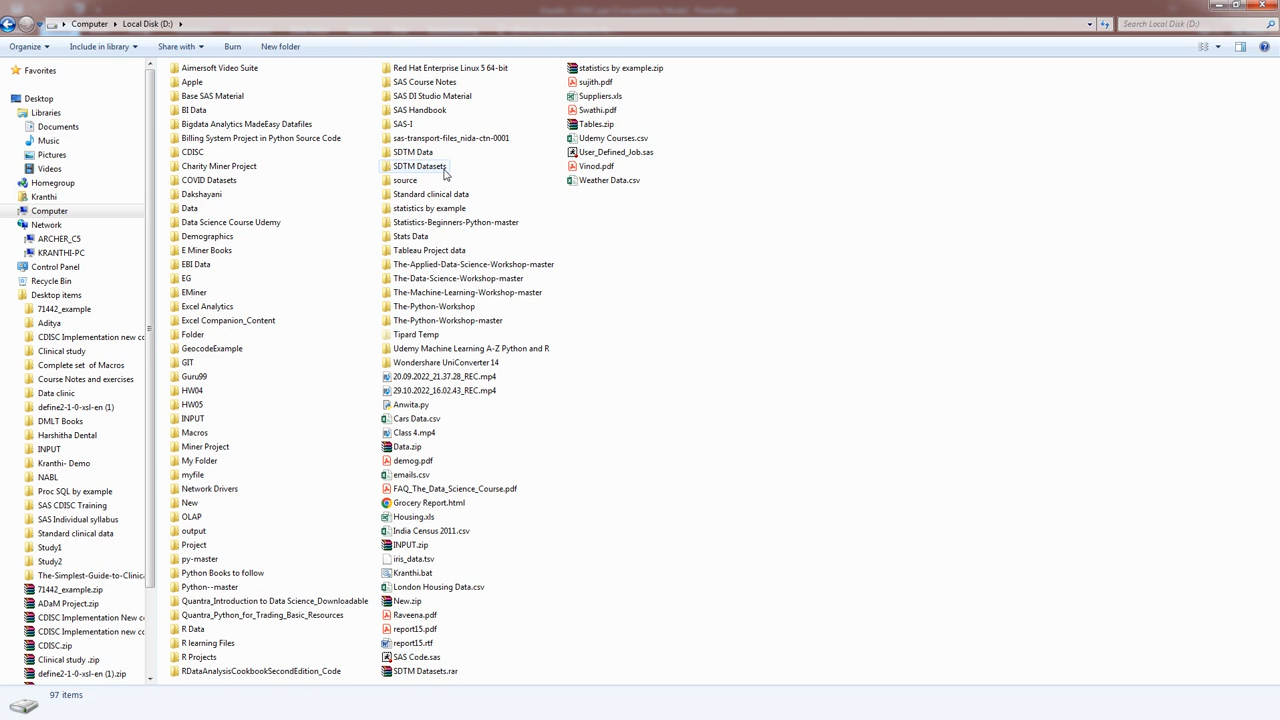 Computer ▸ Local Disk (D:) ▸
Search Local Disk (D:)
Organize Include in library Share with Burn New folder
Favorites
Desktop
Libraries
Documents
Music
Pictures
Videos
Homegroup
Kranthi
Computer
Network
ARCHER_C5
KRANTHI-PC
Control Panel
Recycle Bin
Desktop items
71442_example
Aditya
CDISC Implementation new co
Clinical study
Complete set of Macros
Course Notes and exercises
Data clinic
define2-1-0-xsl-en (1)
DMLT Books
Harshitha Dental
INPUT
Kranthi- Demo
NABL
Proc SQL by example
SAS CDISC Training
SAS Individual syllabus
Standard clinical data
Study1
Study2
The-Simplest-Guide-to-Clinica
71442_example.zip
ADaM Project.zip
CDISC Implementation New co
CDISC Implementation new co
CDISC.zip
Clinical study .zip
define2-1-0-xsl-en (1).zip
Aimersoft Video Suite
Apple
Base SAS Material
BI Data
Bigdata Analytics MadeEasy Datafiles
Billing System Project in Python Source Code
CDISC
Charity Miner Project
COVID Datasets
Dakshayani
Data
Data Science Course Udemy
Demographics
E Miner Books
EBI Data
EG
EMiner
Excel Analytics
Excel Companion_Content
Folder
GeocodeExample
GIT
Guru99
HW04
HW05
INPUT
Macros
Miner Project
My Folder
myfile
Network Drivers
New
OLAP
output
Project
py-master
Python Books to follow
Python--master
Quantra_Introduction to Data Science_Downloadable
Quantra_Python_for_Trading_Basic_Resources
R Data
R learning Files
R Projects
RDataAnalysisCookbookSecondEdition_Code
Red Hat Enterprise Linux 5 64-bit
SAS Course Notes
SAS DI Studio Material
SAS Handbook
SAS-I
sas-transport-files_nida-ctn-0001
SDTM Data
SDTM Datasets
source
Standard clinical data
statistics by example
Statistics-Beginners-Python-master
Stats Data
Tableau Project data
The-Applied-Data-Science-Workshop-master
The-Data-Science-Workshop-master
The-Machine-Learning-Workshop-master
The-Python-Workshop
The-Python-Workshop-master
Tipard Temp
Udemy Machine Learning A-Z Python and R
Wondershare UniConverter 14
20.09.2022_21.37.28_REC.mp4
29.10.2022_16.02.43_REC.mp4
Anwita.py
Cars Data.csv
Class 4.mp4
Data.zip
demog.pdf
emails.csv
FAQ_The_Data_Science_Course.pdf
Grocery Report.html
Housing.xls
India Census 2011.csv
INPUT.zip
iris_data.tsv
Kranthi.bat
London Housing Data.csv
New.zip
Raveena.pdf
report15.pdf
report15.rtf
SAS Code.sas
SDTM Datasets.rar
statistics by example.zip
sujith.pdf
Suppliers.xls
Swathi.pdf
Tables.zip
Udemy Courses.csv
User_Defined_Job.sas
Vinod.pdf
Weather Data.csv
97 items